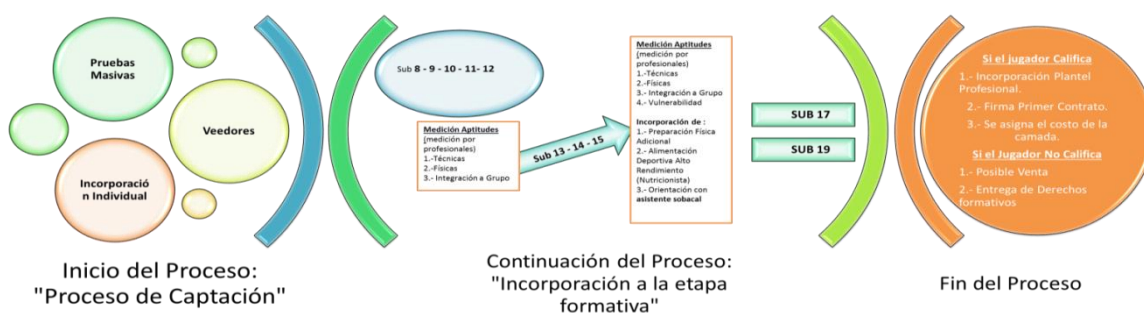 Pruebas
Masivas
Veedores
Incorporació
n Individual
Inicio del Proceso:
"Proceso de Captación"
Sub 8 - 9 - 10 - 11- 12
Medición Aptitudes
(medición por
profesionales)
1.-Técnicas
2.-Físicas
3.- Integración a Grupo
Sub 13 - 14 - 15
Medición Aptitudes
(medición por
profesionales)
1.-Técnicas
2.-Físicas
3.- Integración a Grupo
4.- Vulnerabilidad
Incorporación de :
1.- Preparación Física
Adicional
2.- Alimentación
Deportiva Alto
Rendimiento
(Nutricionista)
3.- Orientación con
asistente sobacal
Continuación del Proceso:
"Incorporación a la etapa
formativa"
SUB 17
SUB 19
Si el jugador Califica
1.- Incorporación Plantel
Profesional.
2.- Firma Primer Contrato.
3.- Se asigna el costo de la
camada.
Si el Jugador No Califica
1.- Posible Venta
2.- Entrega de Derechos
formativos
Fin del Proceso